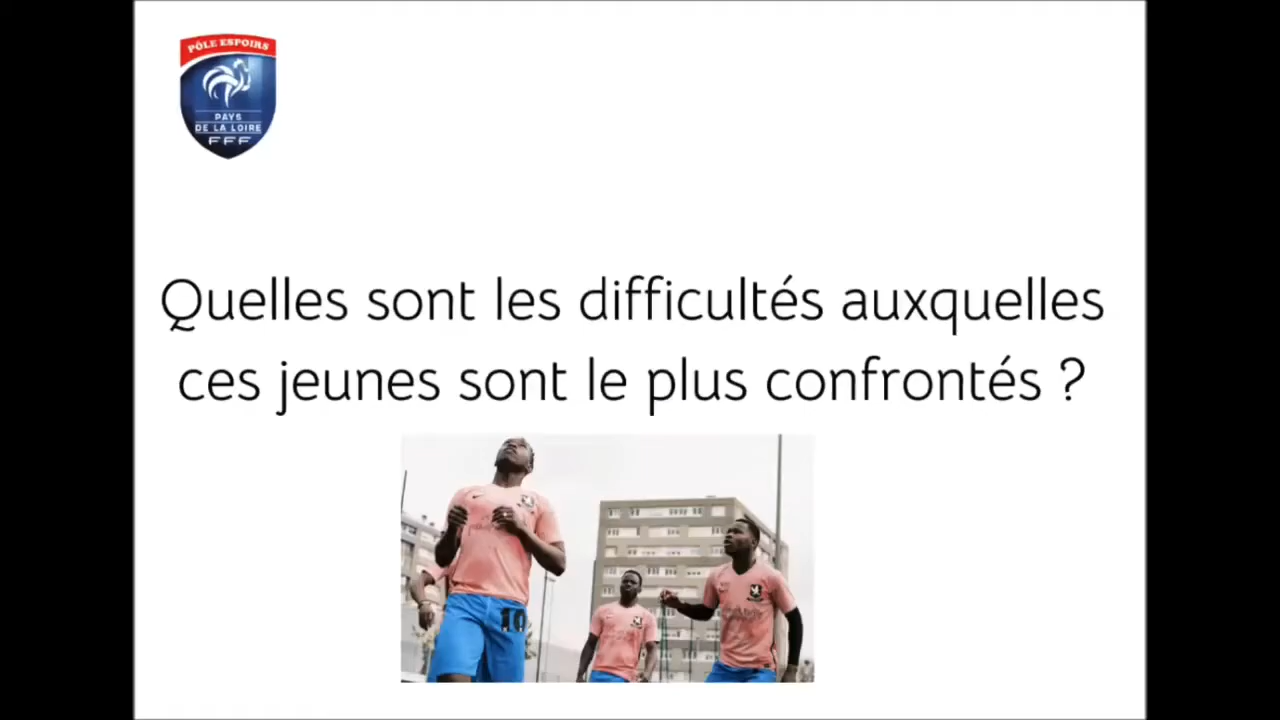 PÔLE ESPOIRS
PAYS
DE LA LOIRE
FFF
Quelles sont les difficultés auxquelles
ces jeunes sont le plus confrontés ?
10